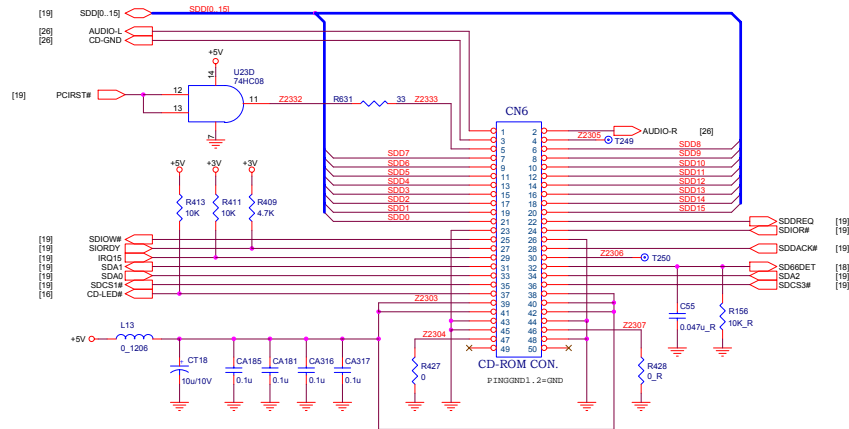 [19] SDD[0..15] SDD[0..15]
[26] AUDIO-L
[26] CD-GND
+5V
14 U23D
74HC08
[19] PCIRST# 12 11 Z2332 R631 33 Z2333 CN6
13
7
1 2 AUDIO-R [26]
3 4 Z2305 T249
5 6 SDD8
SDD7 7 8 SDD9
SDD6 9 10 SDD10
SDD5 11 12 SDD11
SDD4 13 14 SDD12
SDD3 15 16 SDD13
SDD2 17 18 SDD14
SDD1 19 20 SDD15
SDD0 21 22 SDDREQ [19]
23 24 SDIOR# [19]
+5V +3V +3V
R413 10K
R411 10K
R409 4.7K
[19] SDIOW# 25 26
[19] SIORDY 27 28 SDDACK# [19]
[19] IRQ15 29 30 Z2306 T250
[19] SDA1 31 32 SD66DET [18]
[19] SDA0 33 34 SDA2 [19]
[19] SDCS1# 35 36 SDCS3# [19]
[16] CD-LED# 37 38
Z2303 39 40
41 42
43 44
Z2304 45 46 Z2307
47 48
49 50
CD-ROM CON.
PINGGND1,2=GND
+5V L13
0_1206
+ CT18
10u/10V
CA185
0.1u
CA181
0.1u
CA316
0.1u
CA317
0.1u
R427
0
R428
0_R
C55
0.047u_R
R156
10K_R